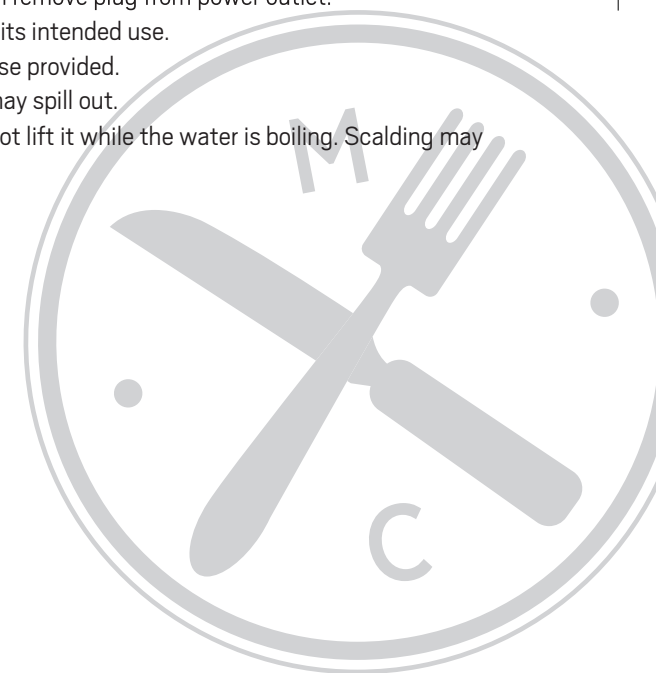 remove plug from power outlet.
its intended use.
se provided.
ay spill out.
ot lift it while the water is boiling. Scalding may
M
C